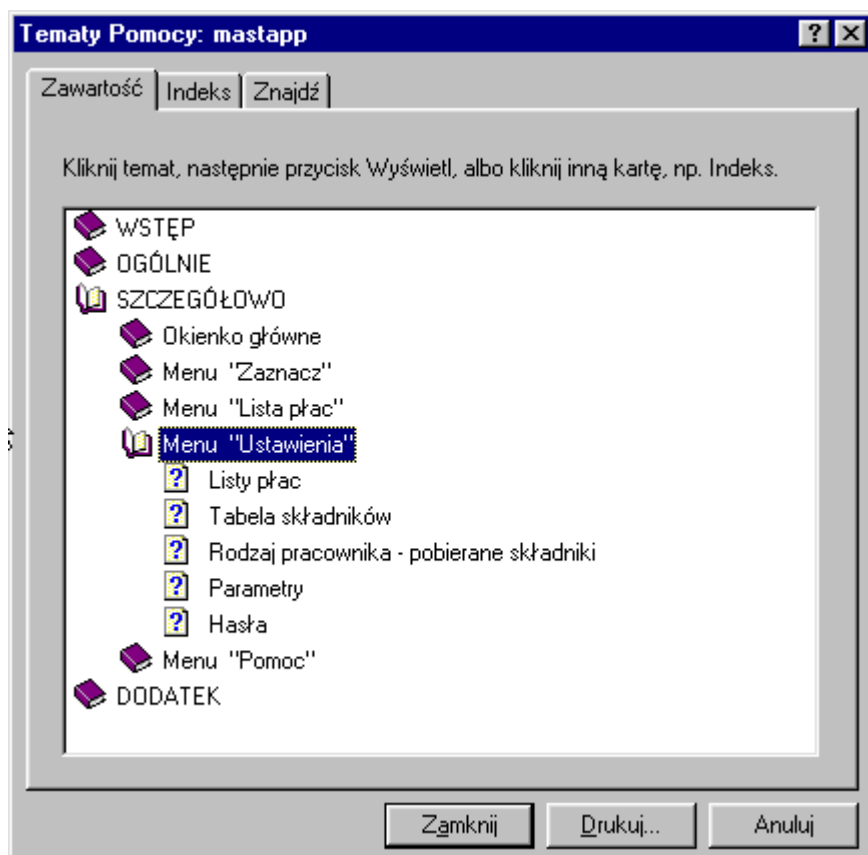 Tematy Pomocy: mastapp
Zawartość Indeks Znajdź
Kliknij temat, następnie przycisk Wyświetl, albo kliknij inną kartę, np. Indeks.
WSTĘP
OGÓLNIE
SZCZEGÓŁOWO
Okienko główne
Menu "Zaznacz"
Menu "Lista płac"
Menu "Ustawienia"
Listy płac
Tabela składników
Rodzaj pracownika - pobierane składniki
Parametry
Hasła
Menu "Pomoc"
DODATEK
Zamknij Drukuj... Anuluj